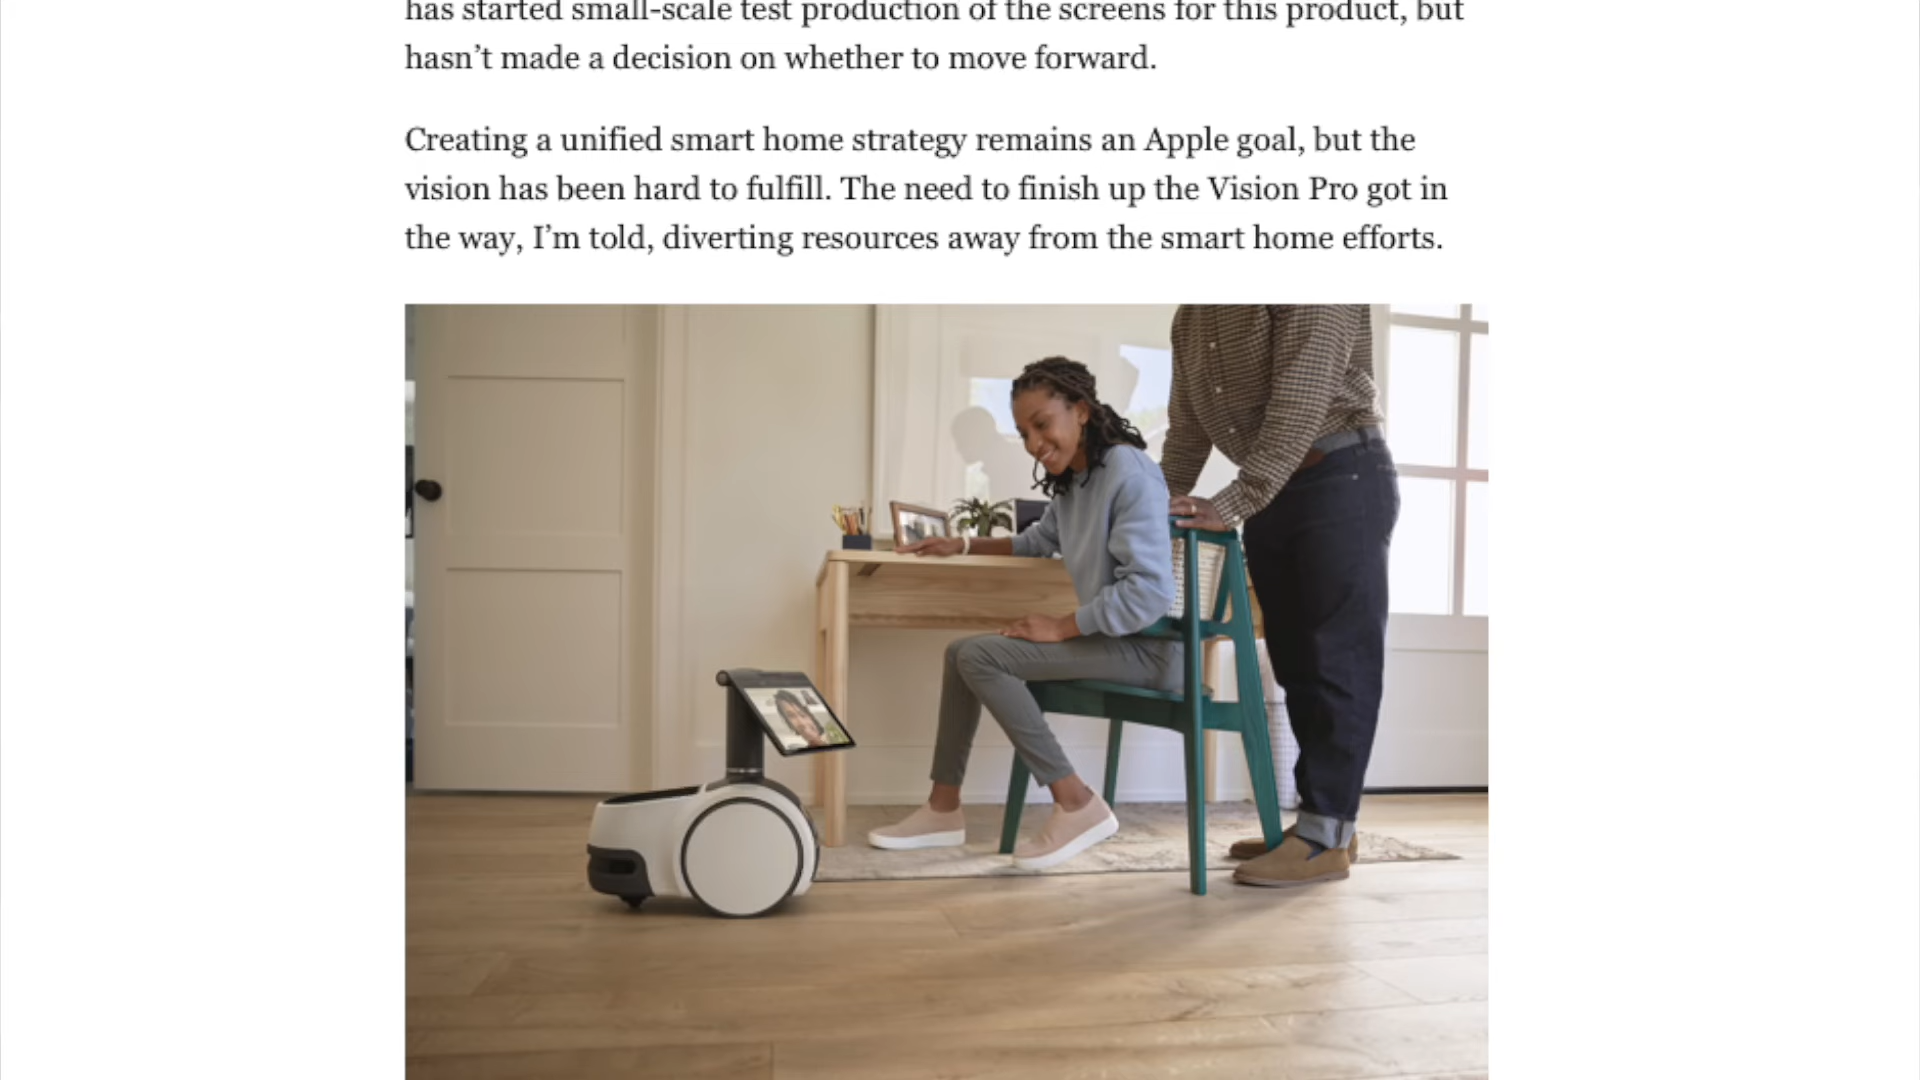 has started small-scale test production of the screens for this product, but
hasn’t made a decision on whether to move forward.
Creating a unified smart home strategy remains an Apple goal, but the
vision has been hard to fulfill. The need to finish up the Vision Pro got in
the way, I’m told, diverting resources away from the smart home efforts.